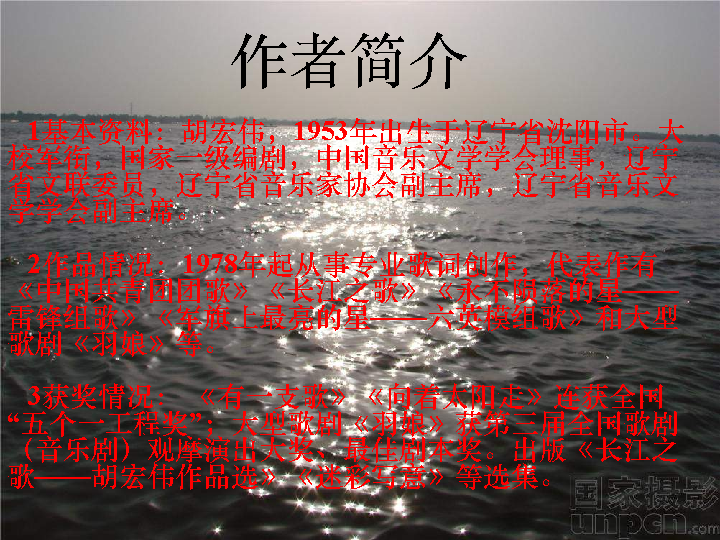 作者简介
1基本资料：胡宏伟，1953年出生于辽宁省沈阳市。大
校军衔，国家一级编剧，中国音乐文学学会理事，辽宁
省文联委员，辽宁省音乐家协会副主席，辽宁省音乐文
学学会副主席。
2作品情况：1978年起从事专业歌词创作，代表作有
《中国共青团团歌》《长江之歌》《永不陨落的星——
雷锋组歌》《军旗上最亮的星——六英模组歌》和大型
歌剧《羽娘》等。
3获奖情况：《有一支歌》《向着太阳走》连获全国
“五个一工程奖”；大型歌剧《羽娘》获第三届全国歌剧
（音乐剧）观摩演出大奖、最佳剧本奖。出版《长江之
歌——胡宏伟作品选》《迷彩写意》等选集。
国家摄影
unpcn.com